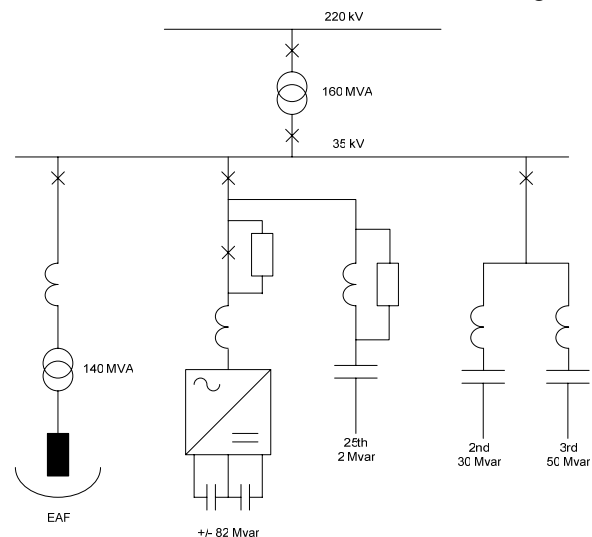 220 kV
160 MVA
35 kV
140 MVA
25th
2 Mvar
2nd
30 Mvar
3rd
50 Mvar
EAF
+/- 82 Mvar